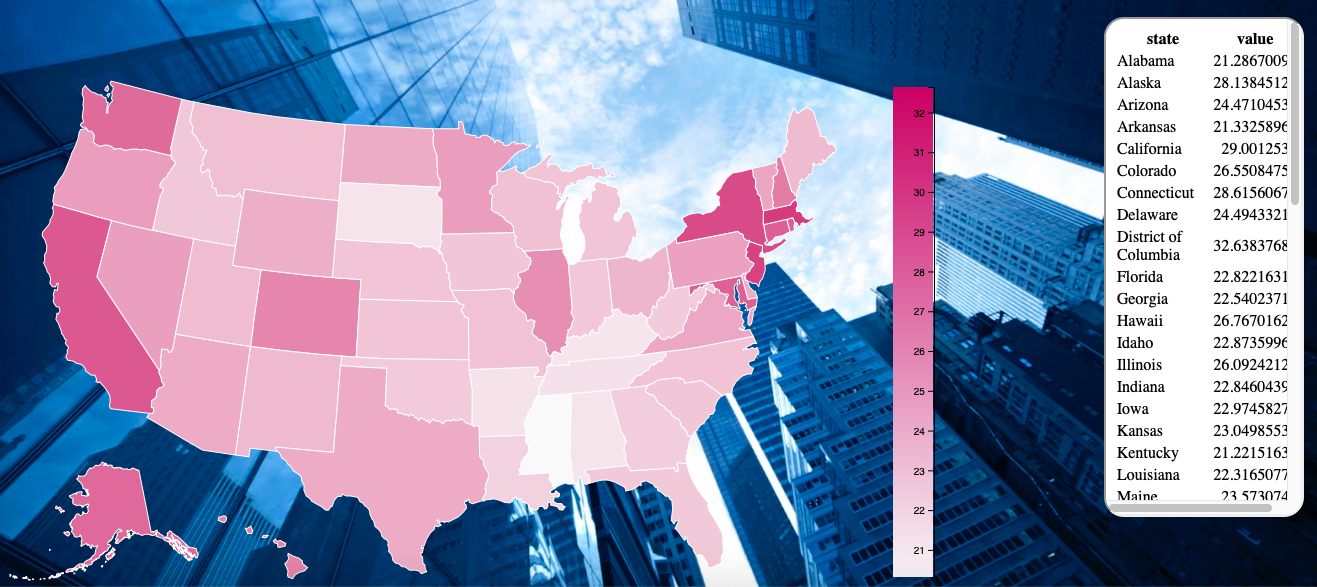 32
31
30
29
28
27
26
25
24
23
22
21
state value
Alabama 21.2867009
Alaska 28.1384512
Arizona 24.4710453
Arkansas 21.3325896
California 29.001253
Colorado 26.5508475
Connecticut 28.6156067
Delaware 24.4943321
District of
Columbia 32.6383768
Florida 22.8221631
Georgia 22.5402371
Hawaii 26.7670162
Idaho 22.8735996
Illinois 26.0924212
Indiana 22.8460439
Iowa 22.9745827
Kansas 23.0498553
Kentucky 21.2215163
Louisiana 22.3165077
Maine 23.573074